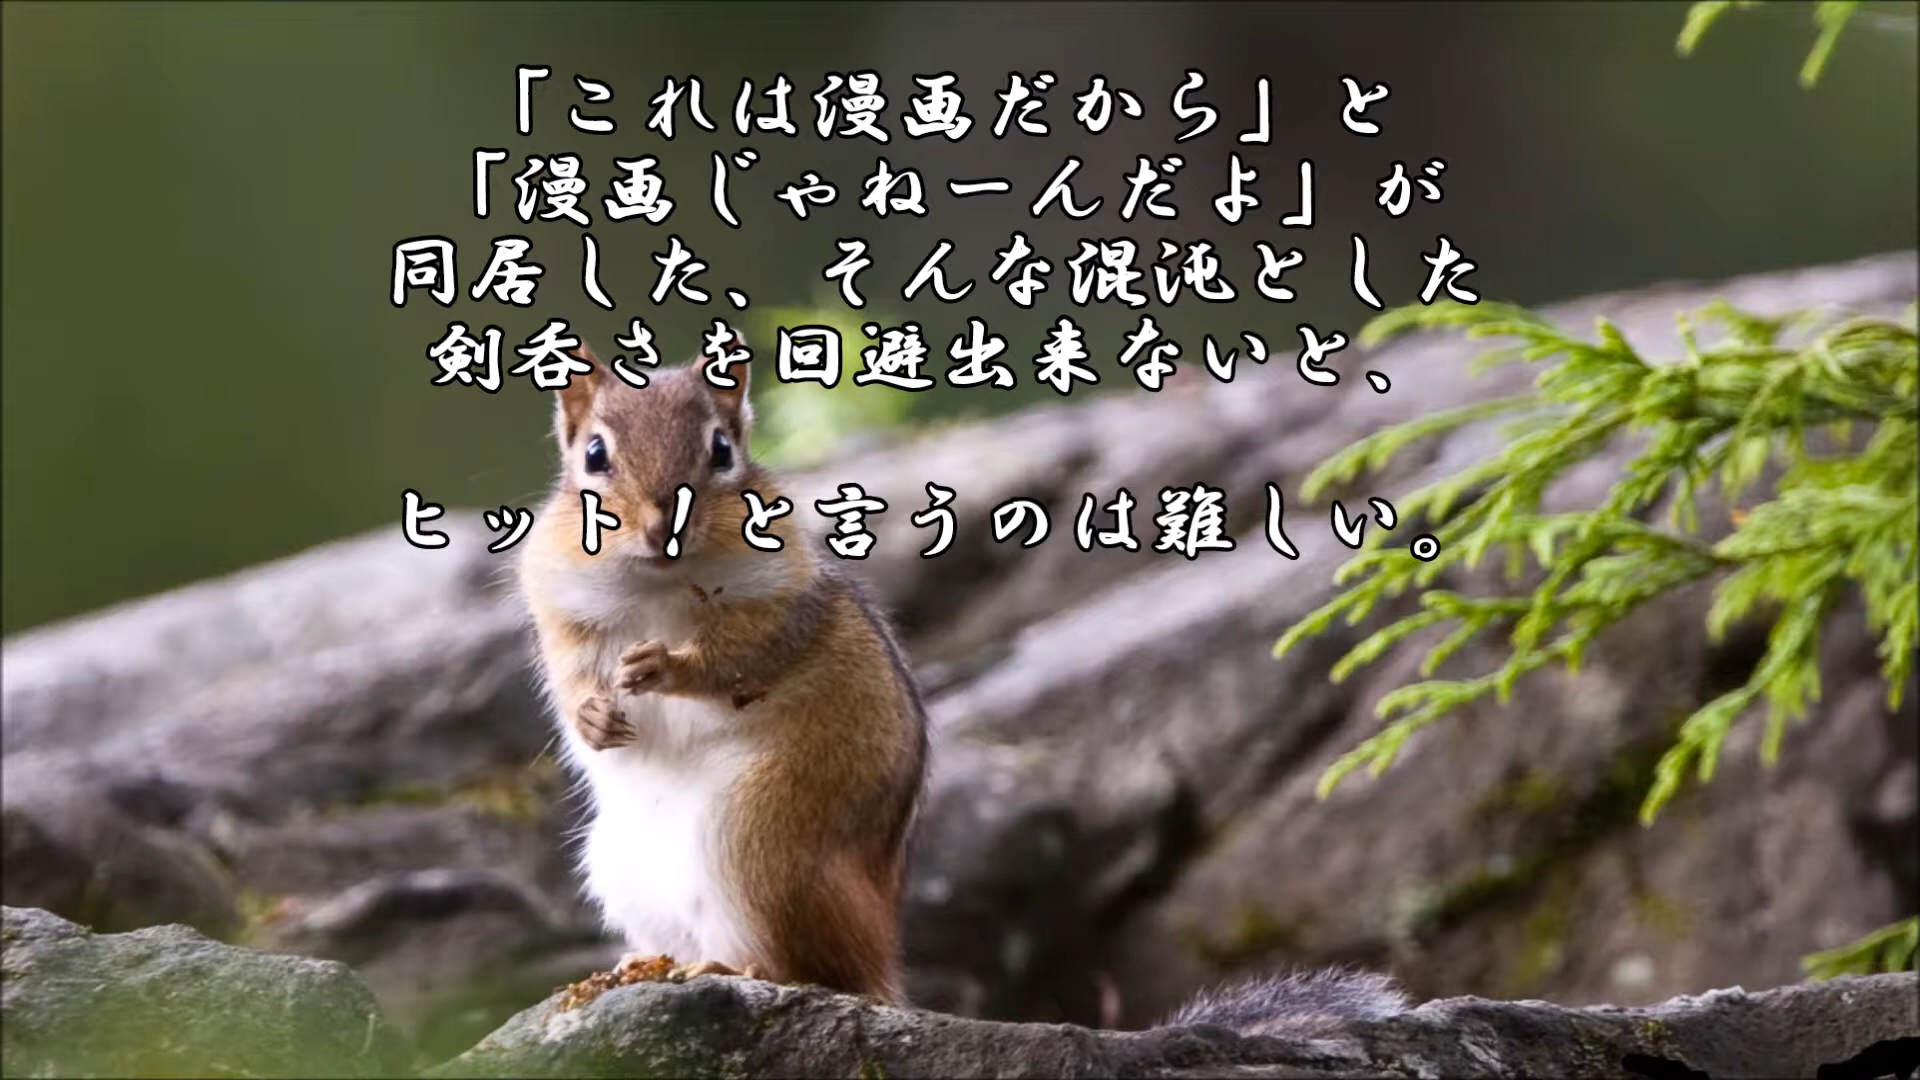 「これは漫画だから」と
「漫画じゃねーんだよ」が
同居した、そんな混沌とした
剣呑さを回避出来ないと、
ヒット！と言うのは難しい。